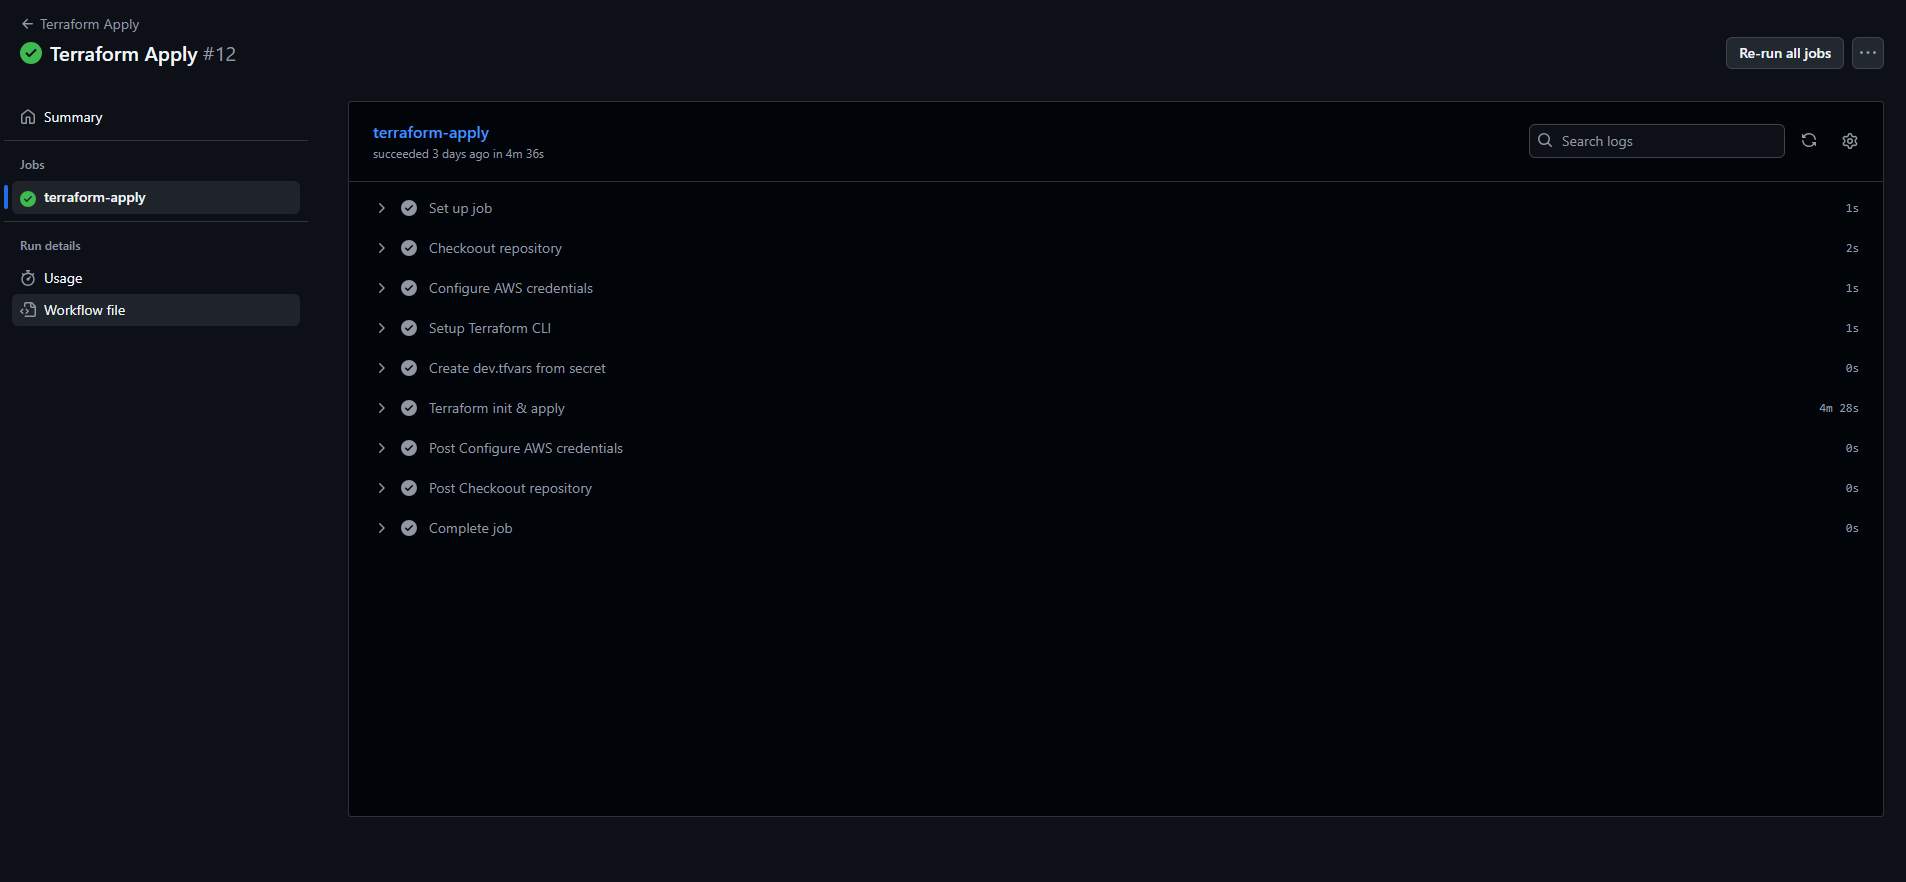 Terraform Apply
Terraform Apply #12
Re-run all jobs
Summary
Jobs
terraform-apply
Run details
Usage
Workflow file
terraform-apply
succeeded 3 days ago in 4m 36s
Search logs
Set up job 1s
Checkoout repository 2s
Configure AWS credentials 1s
Setup Terraform CLI 1s
Create dev.tfvars from secret 0s
Terraform init & apply 4m 28s
Post Configure AWS credentials 0s
Post Checkoout repository 0s
Complete job 0s